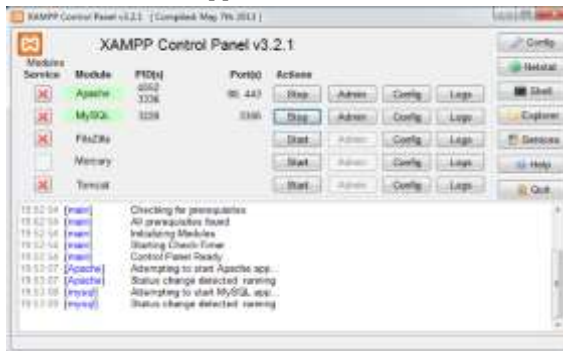 XAMPP Control Panel v3.2.1 [Compiled: May 7th 2013]
XAMPP Control Panel v3.2.1
Config
Modules
Service Module PID(s) Port(s) Actions
Netstat
Apache 80, 443 Stop Admin Config Logs
Shell
MySQL 3306 Stop Admin Config Logs
Explorer
FileZilla Start Admin Config Logs
Services
Mercury Start Admin Config Logs
Help
Tomcat Start Admin Config Logs
Quit
[main] Checking for prerequisites
[main] All prerequisites found
[main] Initializing Modules
[main] Starting Check-Timer
[main] Control Panel Ready
[Apache] Attempting to start Apache app...
[Apache] Status change detected: running
[mysql] Attempting to start MySQL app...
[mysql] Status change detected: running